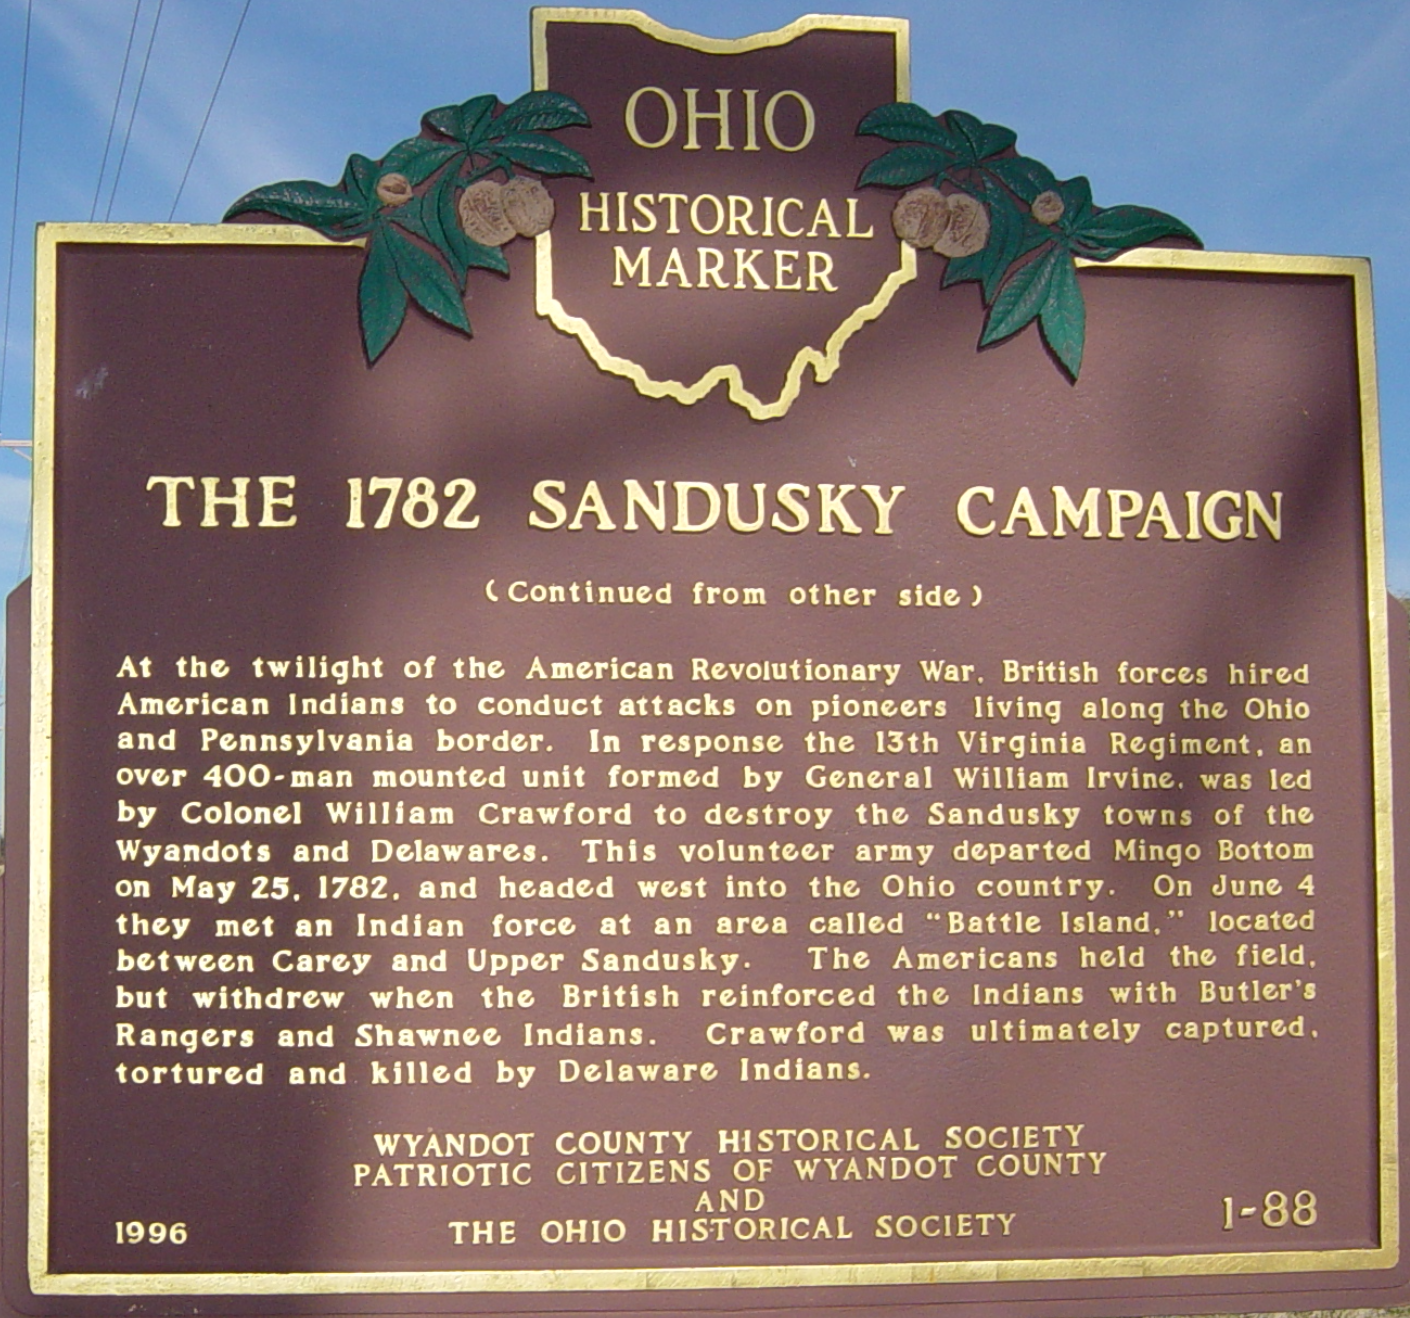 OHIO
HISTORICAL
MARKER
THE 1782 SANDUSKY CAMPAIGN
(Continued from other side)
At the twilight of the American Revolutionary War, British forces hired
American Indians to conduct attacks on pioneers living along the Ohio
and Pennsylvania border. In response the 13th Virginia Regiment, an
over 400-man mounted unit formed by General William Irvine, was led
by Colonel William Crawford to destroy the Sandusky towns of the
Wyandots and Delawares. This volunteer army departed Mingo Bottom
on May 25, 1782, and headed west into the Ohio country. On June 4
they met an Indian force at an area called "Battle Island," located
between Carey and Upper Sandusky. The Americans held the field,
but withdrew when the British reinforced the Indians with Butler's
Rangers and Shawnee Indians. Crawford was ultimately captured,
tortured and killed by Delaware Indians.
WYANDOT COUNTY HISTORICAL SOCIETY
PATRIOTIC CITIZENS OF WYANDOT COUNTY
AND
THE OHIO HISTORICAL SOCIETY
1996
1-88